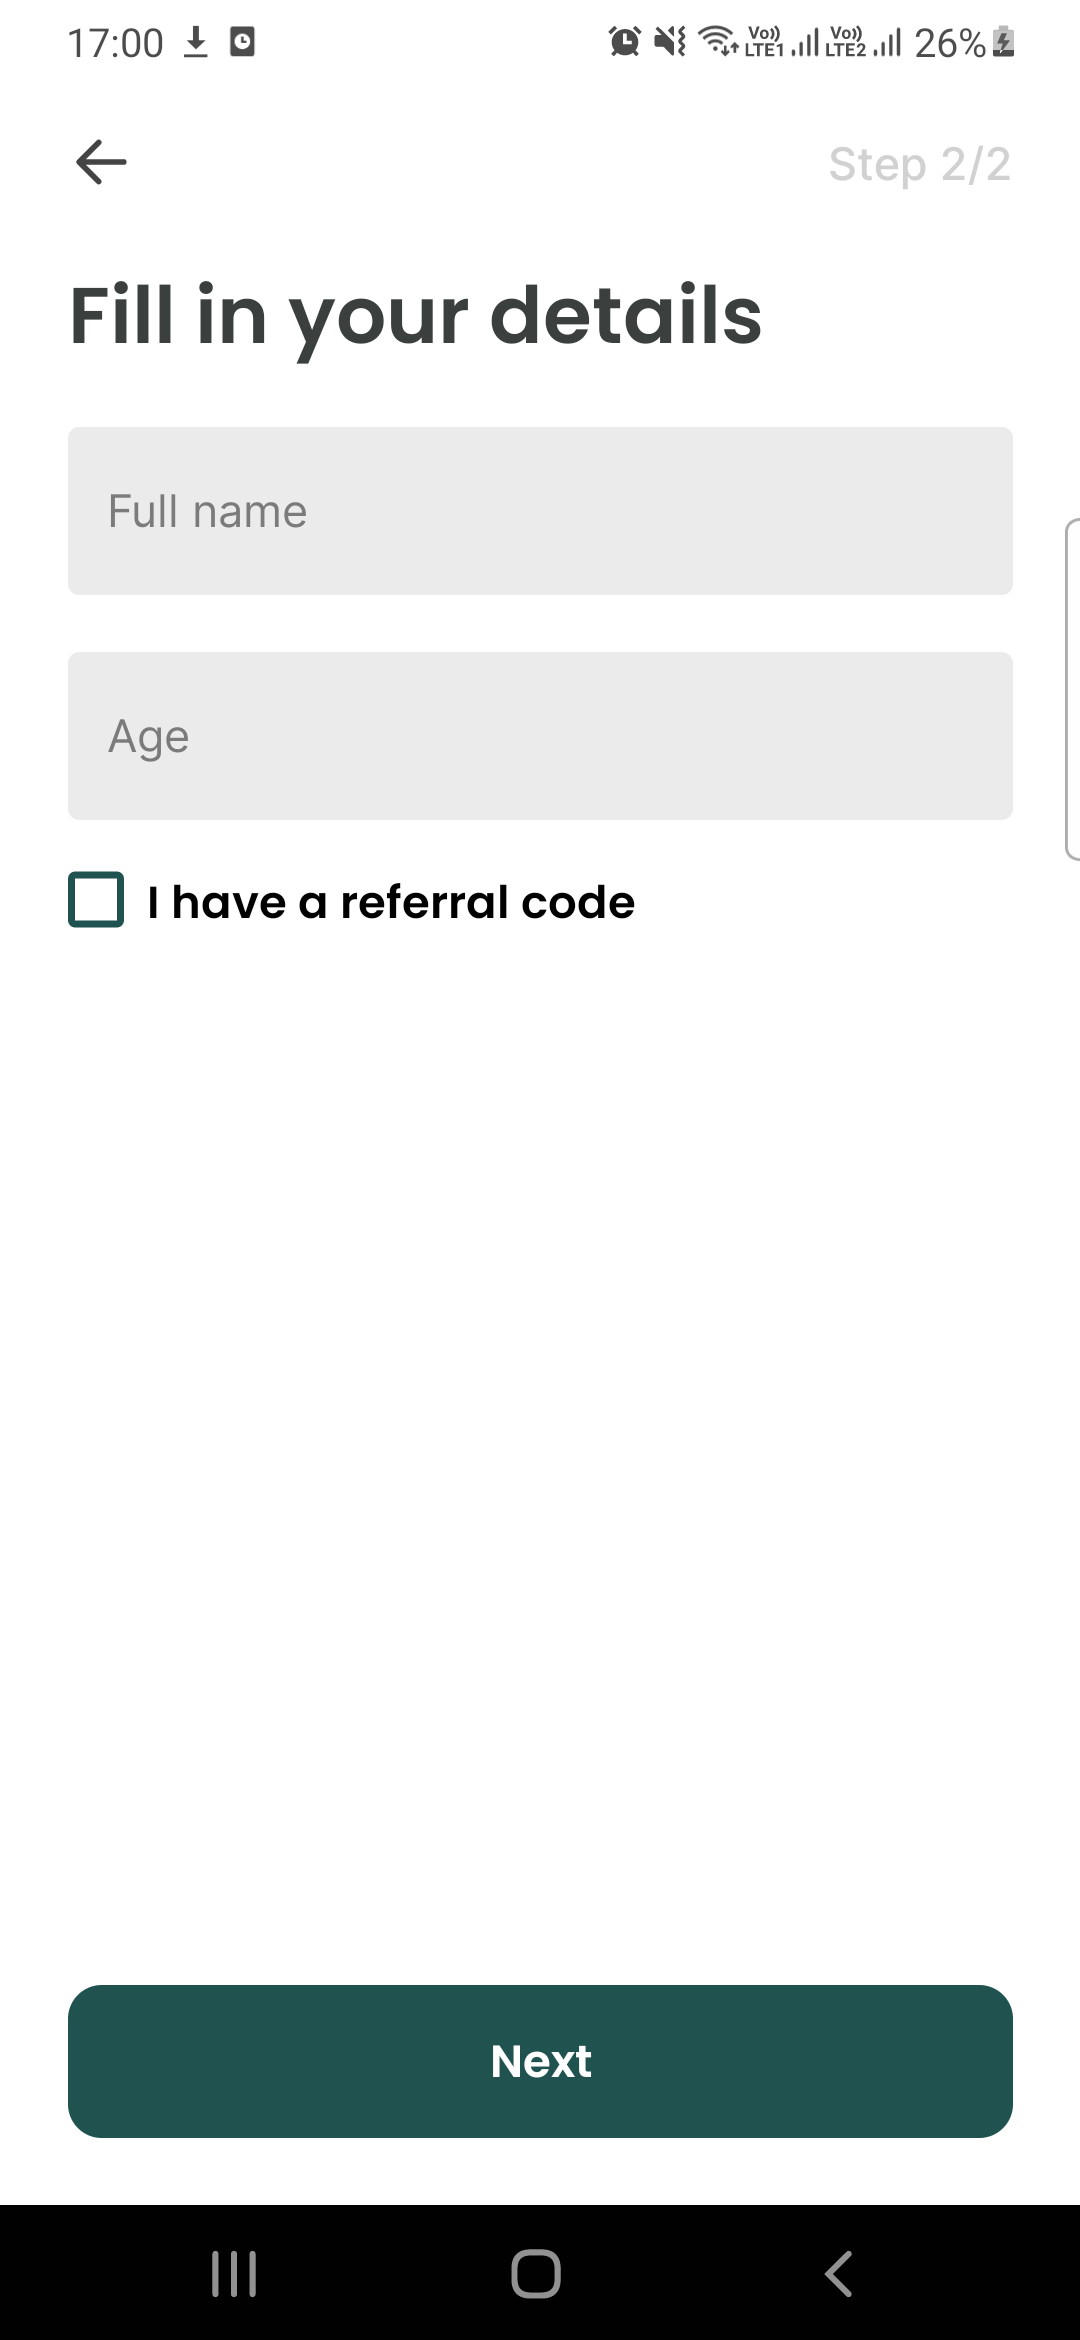 17:00 Vo)) LTE1 Vo)) LTE2 26%
Step 2/2
Fill in your details
Full name
Age
I have a referral code
Next